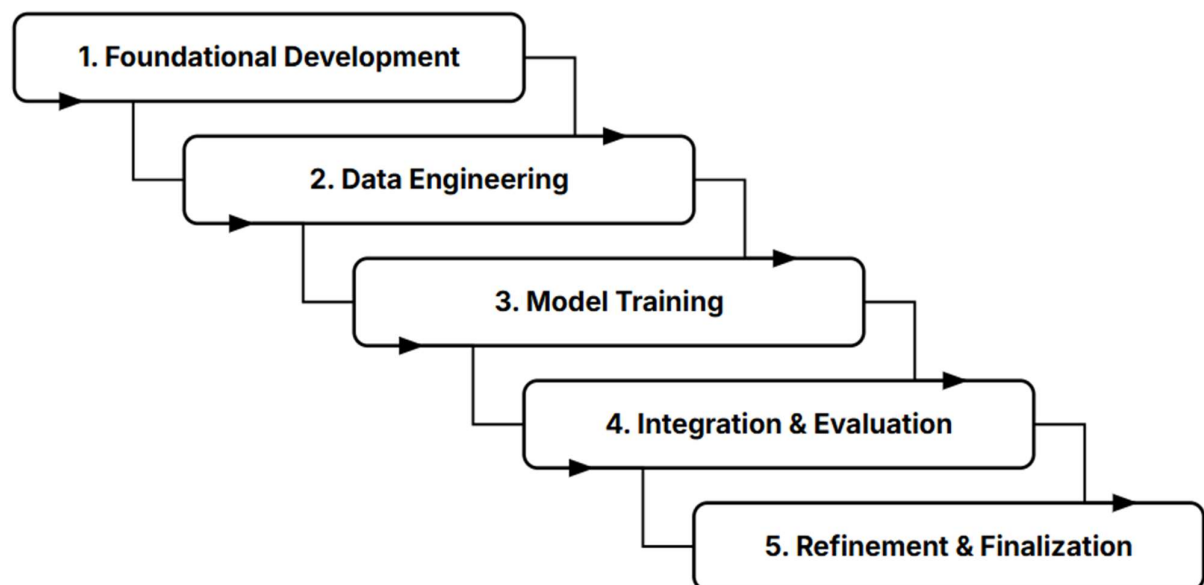 1. Foundational Development
2. Data Engineering
3. Model Training
4. Integration & Evaluation
5. Refinement & Finalization